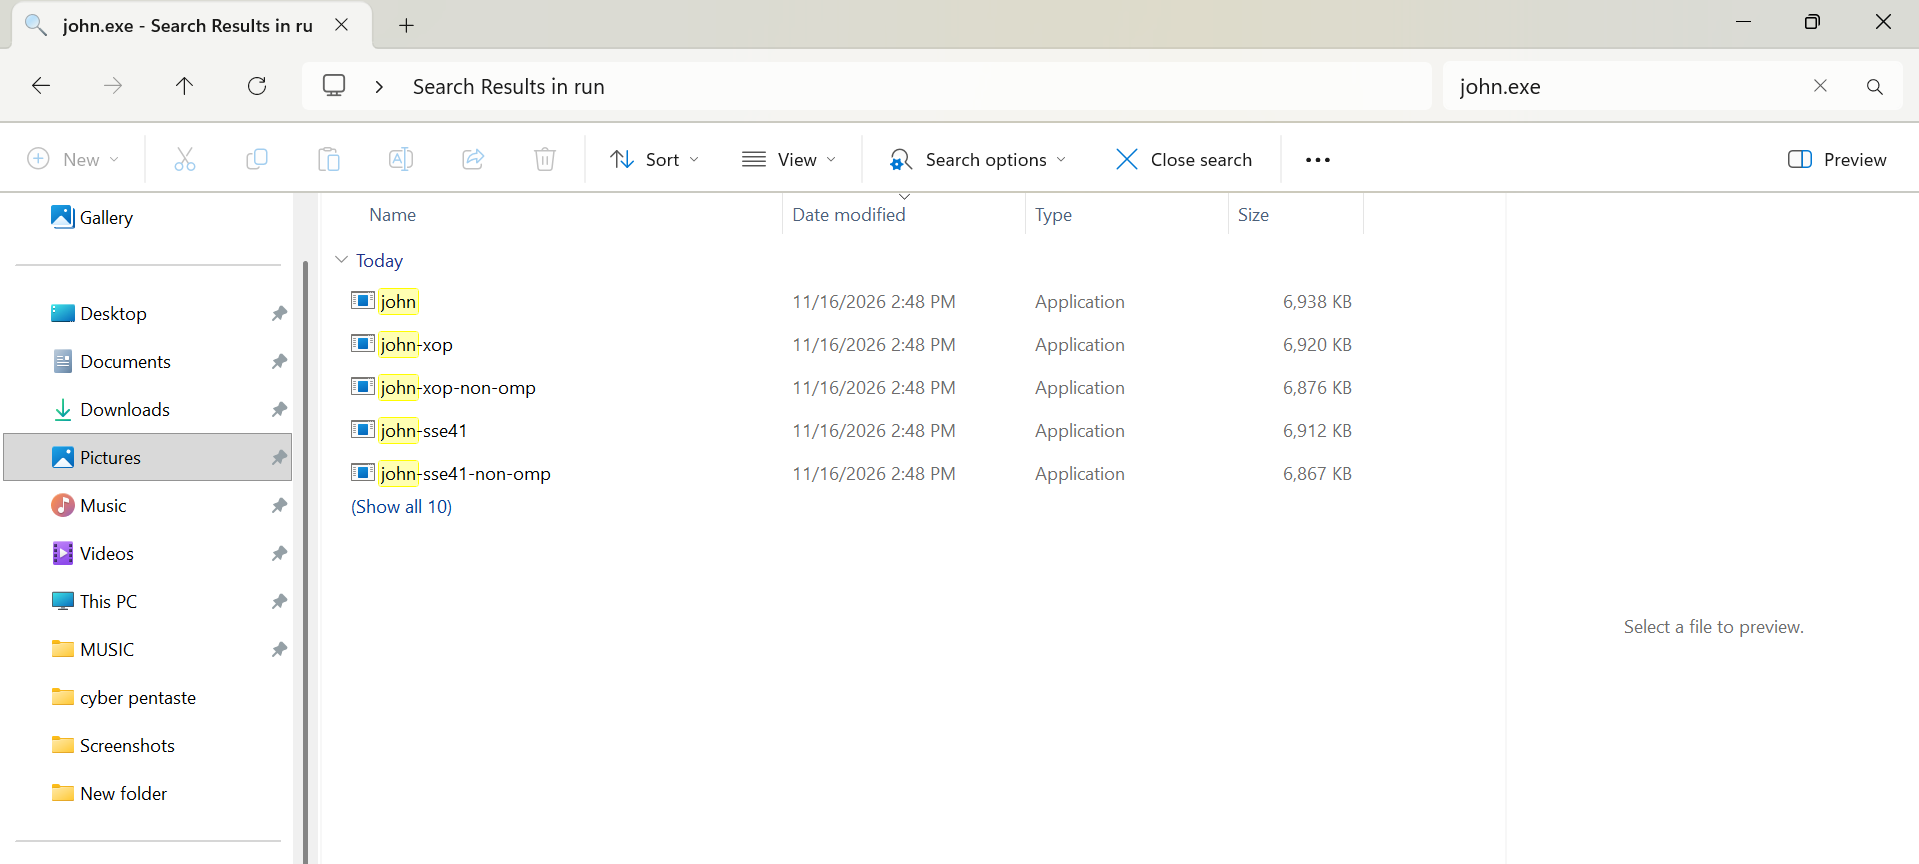 john.exe - Search Results in ru
Search Results in run
john.exe
New
Sort
View
Search options
Close search
Preview
Gallery
Desktop
Documents
Downloads
Pictures
Music
Videos
This PC
MUSIC
cyber pentaste
Screenshots
New folder
Name Date modified Type Size
Today
john 11/16/2026 2:48 PM Application 6,938 KB
john-xop 11/16/2026 2:48 PM Application 6,920 KB
john-xop-non-omp 11/16/2026 2:48 PM Application 6,876 KB
john-sse41 11/16/2026 2:48 PM Application 6,912 KB
john-sse41-non-omp 11/16/2026 2:48 PM Application 6,867 KB
(Show all 10)
Select a file to preview.